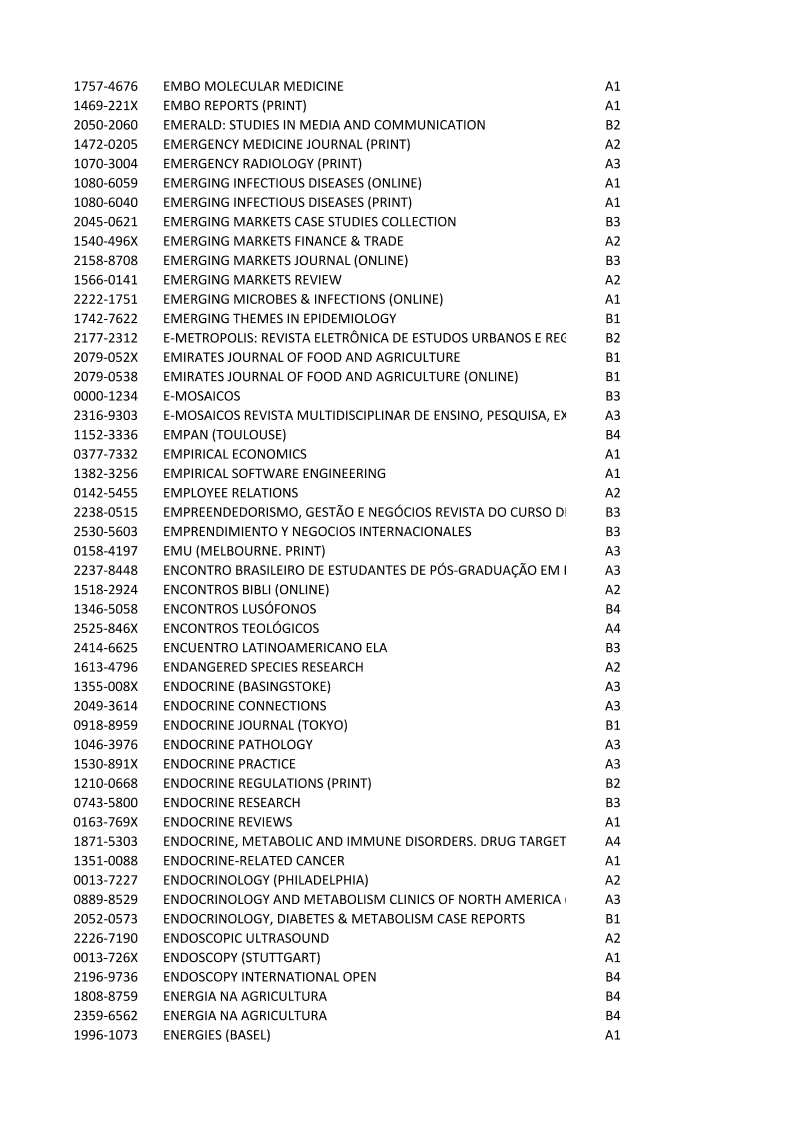 1757-4676 EMBO MOLECULAR MEDICINE A1
1469-221X EMBO REPORTS (PRINT) A1
2050-2060 EMERALD: STUDIES IN MEDIA AND COMMUNICATION B2
1472-0205 EMERGENCY MEDICINE JOURNAL (PRINT) A2
1070-3004 EMERGENCY RADIOLOGY (PRINT) A3
1080-6059 EMERGING INFECTIOUS DISEASES (ONLINE) A1
1080-6040 EMERGING INFECTIOUS DISEASES (PRINT) A1
2045-0621 EMERGING MARKETS CASE STUDIES COLLECTION B3
1540-496X EMERGING MARKETS FINANCE & TRADE A2
2158-8708 EMERGING MARKETS JOURNAL (ONLINE) B3
1566-0141 EMERGING MARKETS REVIEW A2
2222-1751 EMERGING MICROBES & INFECTIONS (ONLINE) A1
1742-7622 EMERGING THEMES IN EPIDEMIOLOGY B1
2177-2312 E-METROPOLIS: REVISTA ELETRÔNICA DE ESTUDOS URBANOS E REG B2
2079-052X EMIRATES JOURNAL OF FOOD AND AGRICULTURE B1
2079-0538 EMIRATES JOURNAL OF FOOD AND AGRICULTURE (ONLINE) B1
0000-1234 E-MOSAICOS B3
2316-9303 E-MOSAICOS REVISTA MULTIDISCIPLINAR DE ENSINO, PESQUISA, EX A3
1152-3336 EMPAN (TOULOUSE) B4
0377-7332 EMPIRICAL ECONOMICS A1
1382-3256 EMPIRICAL SOFTWARE ENGINEERING A1
0142-5455 EMPLOYEE RELATIONS A2
2238-0515 EMPREENDEDORISMO, GESTÃO E NEGÓCIOS REVISTA DO CURSO B3
2530-5603 EMPRENDIMIENTO Y NEGOCIOS INTERNACIONALES B3
0158-4197 EMU (MELBOURNE. PRINT) A3
2237-8448 ENCONTRO BRASILEIRO DE ESTUDANTES DE PÓS-GRADUAÇÃO EM A3
1518-2924 ENCONTROS BIBLI (ONLINE) A2
1346-5058 ENCONTROS LUSÓFONOS B4
2525-846X ENCONTROS TEOLÓGICOS A4
2414-6625 ENCUENTRO LATINOAMERICANO ELA B3
1613-4796 ENDANGERED SPECIES RESEARCH A2
1355-008X ENDOCRINE (BASINGSTOKE) A3
2049-3614 ENDOCRINE CONNECTIONS A3
0918-8959 ENDOCRINE JOURNAL (TOKYO) B1
1046-3976 ENDOCRINE PATHOLOGY A3
1530-891X ENDOCRINE PRACTICE A3
1210-0668 ENDOCRINE REGULATIONS (PRINT) B2
0743-5800 ENDOCRINE RESEARCH B3
0163-769X ENDOCRINE REVIEWS A1
1871-5303 ENDOCRINE, METABOLIC AND IMMUNE DISORDERS. DRUG TARGET A4
1351-0088 ENDOCRINE-RELATED CANCER A1
0013-7227 ENDOCRINOLOGY (PHILADELPHIA) A2
0889-8529 ENDOCRINOLOGY AND METABOLISM CLINICS OF NORTH AMERICA A3
2052-0573 ENDOCRINOLOGY, DIABETES & METABOLISM CASE REPORTS B1
2226-7190 ENDOSCOPIC ULTRASOUND A2
0013-726X ENDOSCOPY (STUTTGART) A1
2196-9736 ENDOSCOPY INTERNATIONAL OPEN B4
1808-8759 ENERGIA NA AGRICULTURA B4
2359-6562 ENERGIA NA AGRICULTURA B4
1996-1073 ENERGIES (BASEL) A1